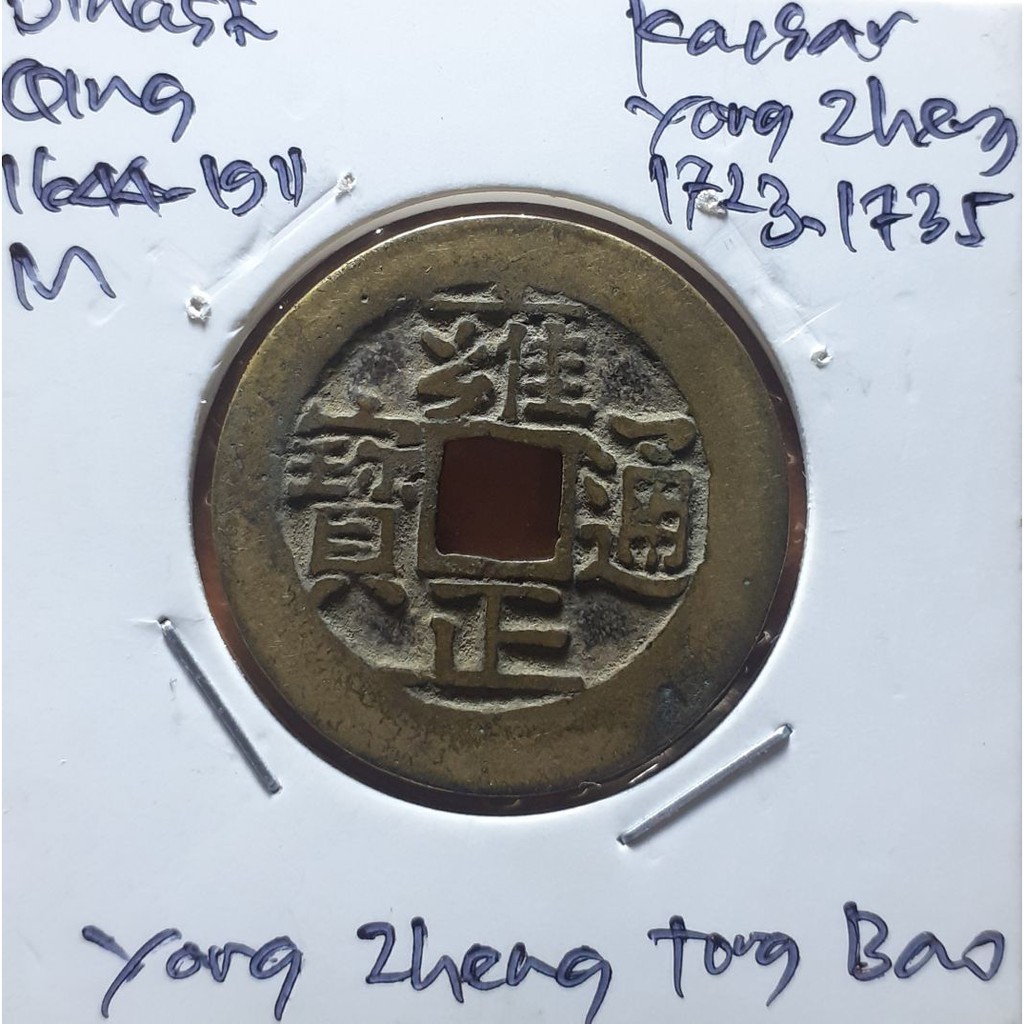 Dinasti
Qing
1644-1911
M
Kaisar
Yong Zheng
1723-1735
雍
寶 通
正
Yong Zheng Tong Bao